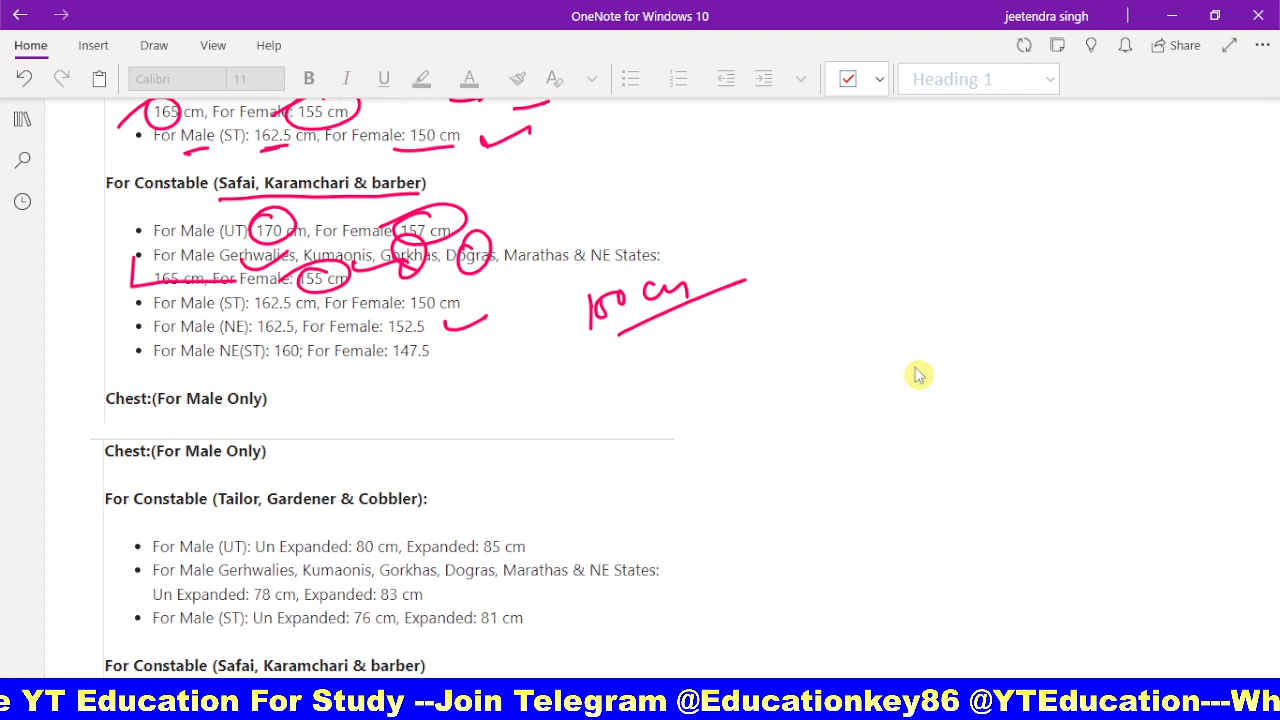 OneNote for Windows 10
jeetendra singh
Home Insert Draw View Help
Share
Calibri 11 B I U A Heading 1
165 cm, For Female: 155 cm
• For Male (ST): 162.5 cm, For Female: 150 cm
For Constable (Safai, Karamchari & barber)
• For Male (UT) 170 cm, For Female 157 cm
• For Male Gerhwalies, Kumaonis, Gorkhas, Dogras, Marathas & NE States:
165 cm, For Female: 155 cm
• For Male (ST): 162.5 cm, For Female: 150 cm
• For Male (NE): 162.5, For Female: 152.5
• For Male NE(ST): 160; For Female: 147.5
150 cm
Chest:(For Male Only)
Chest:(For Male Only)
For Constable (Tailor, Gardener & Cobbler):
• For Male (UT): Un Expanded: 80 cm, Expanded: 85 cm
• For Male Gerhwalies, Kumaonis, Gorkhas, Dogras, Marathas & NE States:
Un Expanded: 78 cm, Expanded: 83 cm
• For Male (ST): Un Expanded: 76 cm, Expanded: 81 cm
For Constable (Safai, Karamchari & barber)
e YT Education For Study --Join Telegram @Educationkey86 @YTEducation---Wh